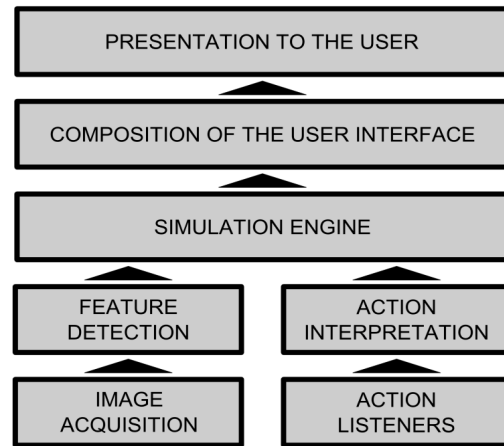 PRESENTATION TO THE USER
COMPOSITION OF THE USER INTERFACE
SIMULATION ENGINE
FEATURE
DETECTION
ACTION
INTERPRETATION
IMAGE
ACQUISITION
ACTION
LISTENERS